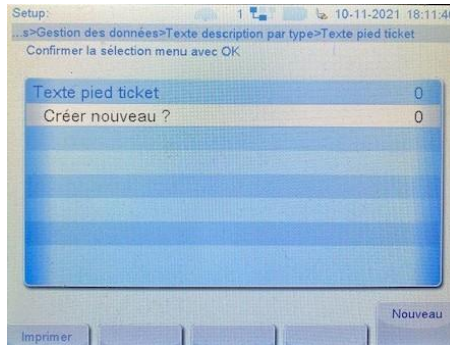 Setup: 1 10-11-2021 18:11:4
...s>Gestion des données>Texte description par type>Texte pied ticket
Confirmer la sélection menu avec OK
Texte pied ticket 0
Créer nouveau ? 0
Nouveau
Imprimer